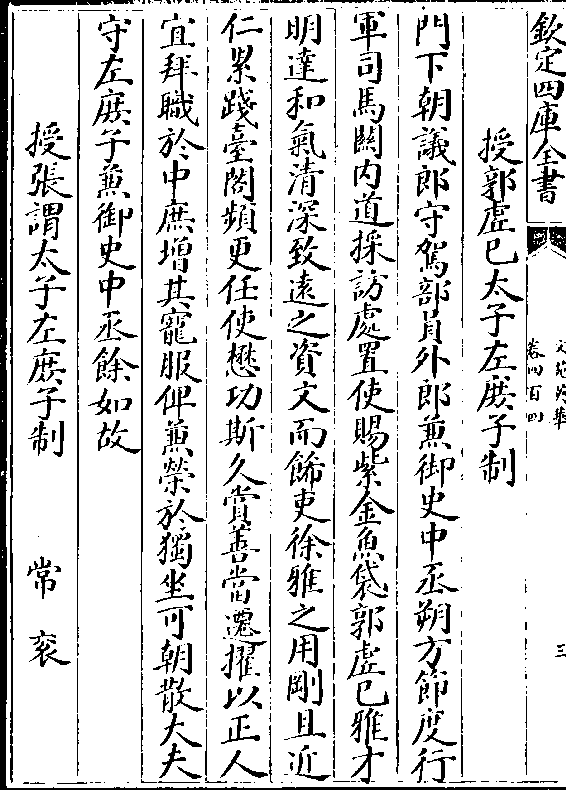 欽定四庫全書
文苑英華
卷四百四
三
授郭虛已太子左庶子制
門下朝議郎守駕部員外郎兼御史中丞朔方節度行
軍司馬關内道採訪處置使賜紫金魚袋郭虛已雅才
明達和氣清深致遠之資文而飾吏徐雅之用剛且近
仁累踐臺閣頻更任使懋功斯久賞善當遷擢以正人
宜拜職於中庶增其寵服俾兼榮於獨坐可朝散大夫
守左庶子兼御史中丞餘如故
授張謂太子左庶子制 常衮